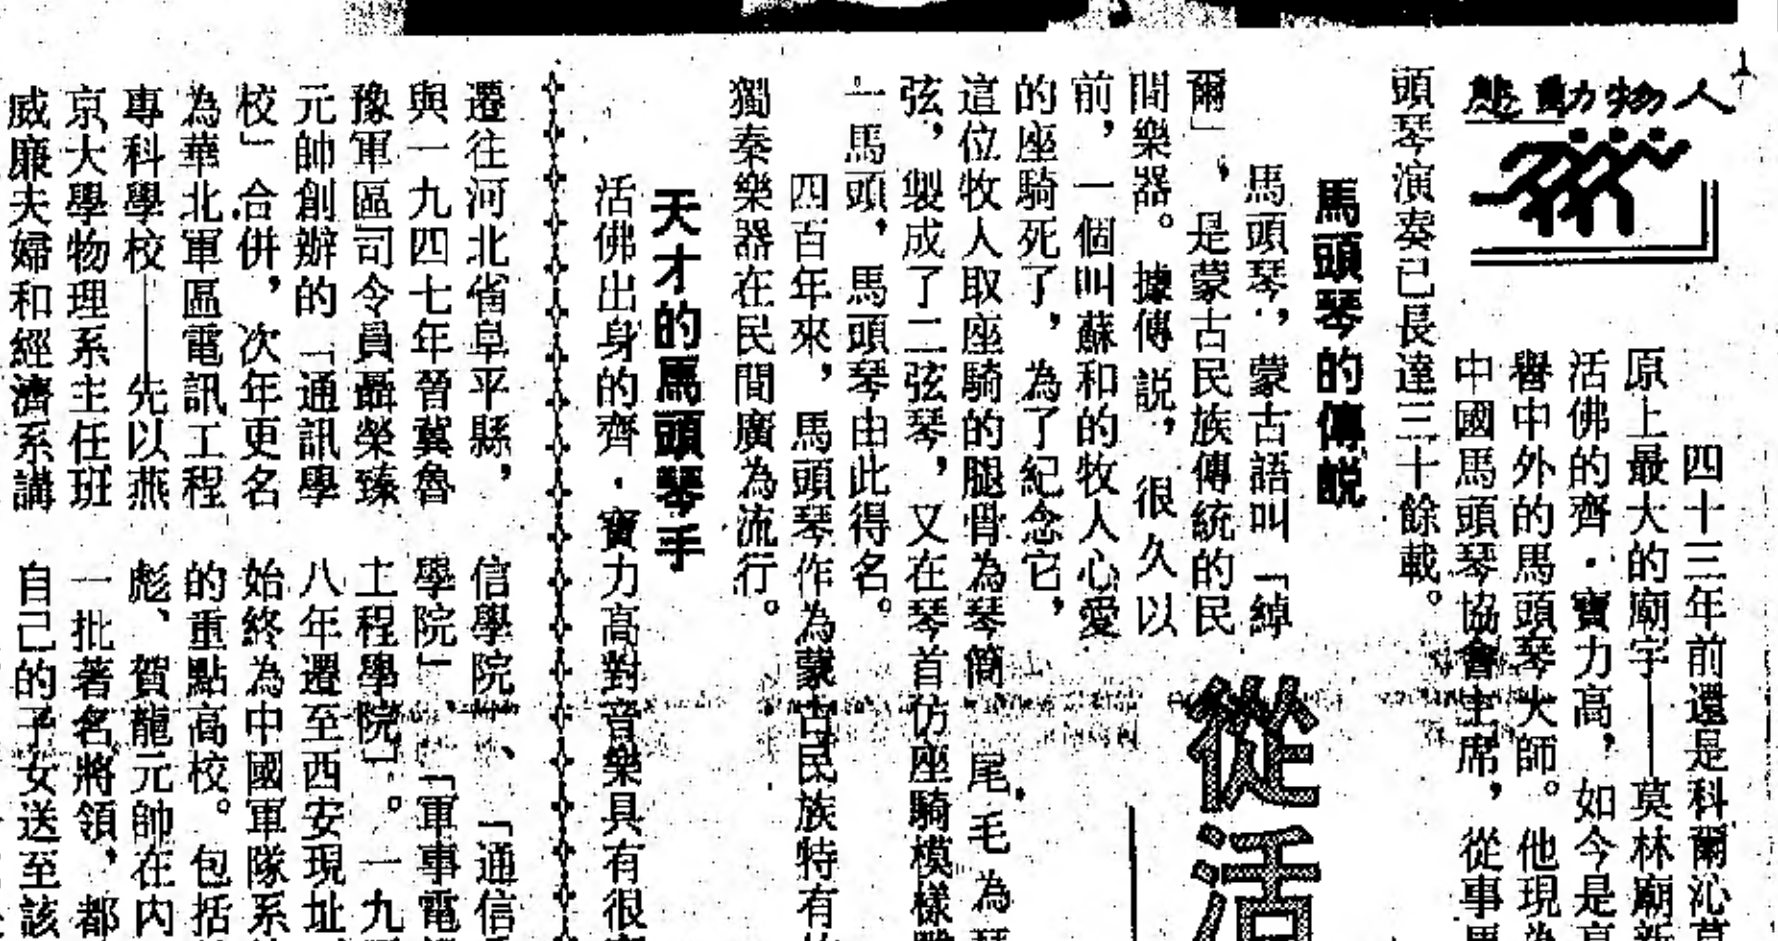 人物動態
四十三年前還是科爾沁草
原上最大的廟宇——莫林廟新
活佛的齊·寶力高，如今是享
譽中外的馬頭琴大師。他現為
中國馬頭琴協會主席，從事馬
頭琴演奏已長達三十餘載。
馬頭琴的傳説
馬頭琴，蒙古語叫「綽
爾」，是蒙古民族傳統的民
間樂器。據傳説，很久以
前，一個叫蘇和的牧人心愛
的座騎死了，為了紀念它，
這位牧人取座騎的腿骨為琴筒、尾毛為琴
弦，製成了二弦琴，又在琴首仿座騎模樣雕
一馬頭，馬頭琴由此得名。
四百年來，馬頭琴作為蒙古民族特有的
獨奏樂器在民間廣為流行。
從活
天才的馬頭琴手
活佛出身的齊·寶力高對音樂具有很
遷往河北省阜平縣，
與一九四七年晉冀魯
豫軍區司令員聶榮臻
元帥創辦的「通訊學
校」合併，次年更名
為華北軍區電訊工程
專科學校——先以燕
京大學物理系主任班
威廉夫婦和經濟系講
信學院、「通信
學院」、「軍事電
工程學院」。一九
八年遷至西安現址
始終為中國軍隊系
的重點高校。包括
彪、賀龍元帥在内
一批著名將領，都
自己的子女送至該